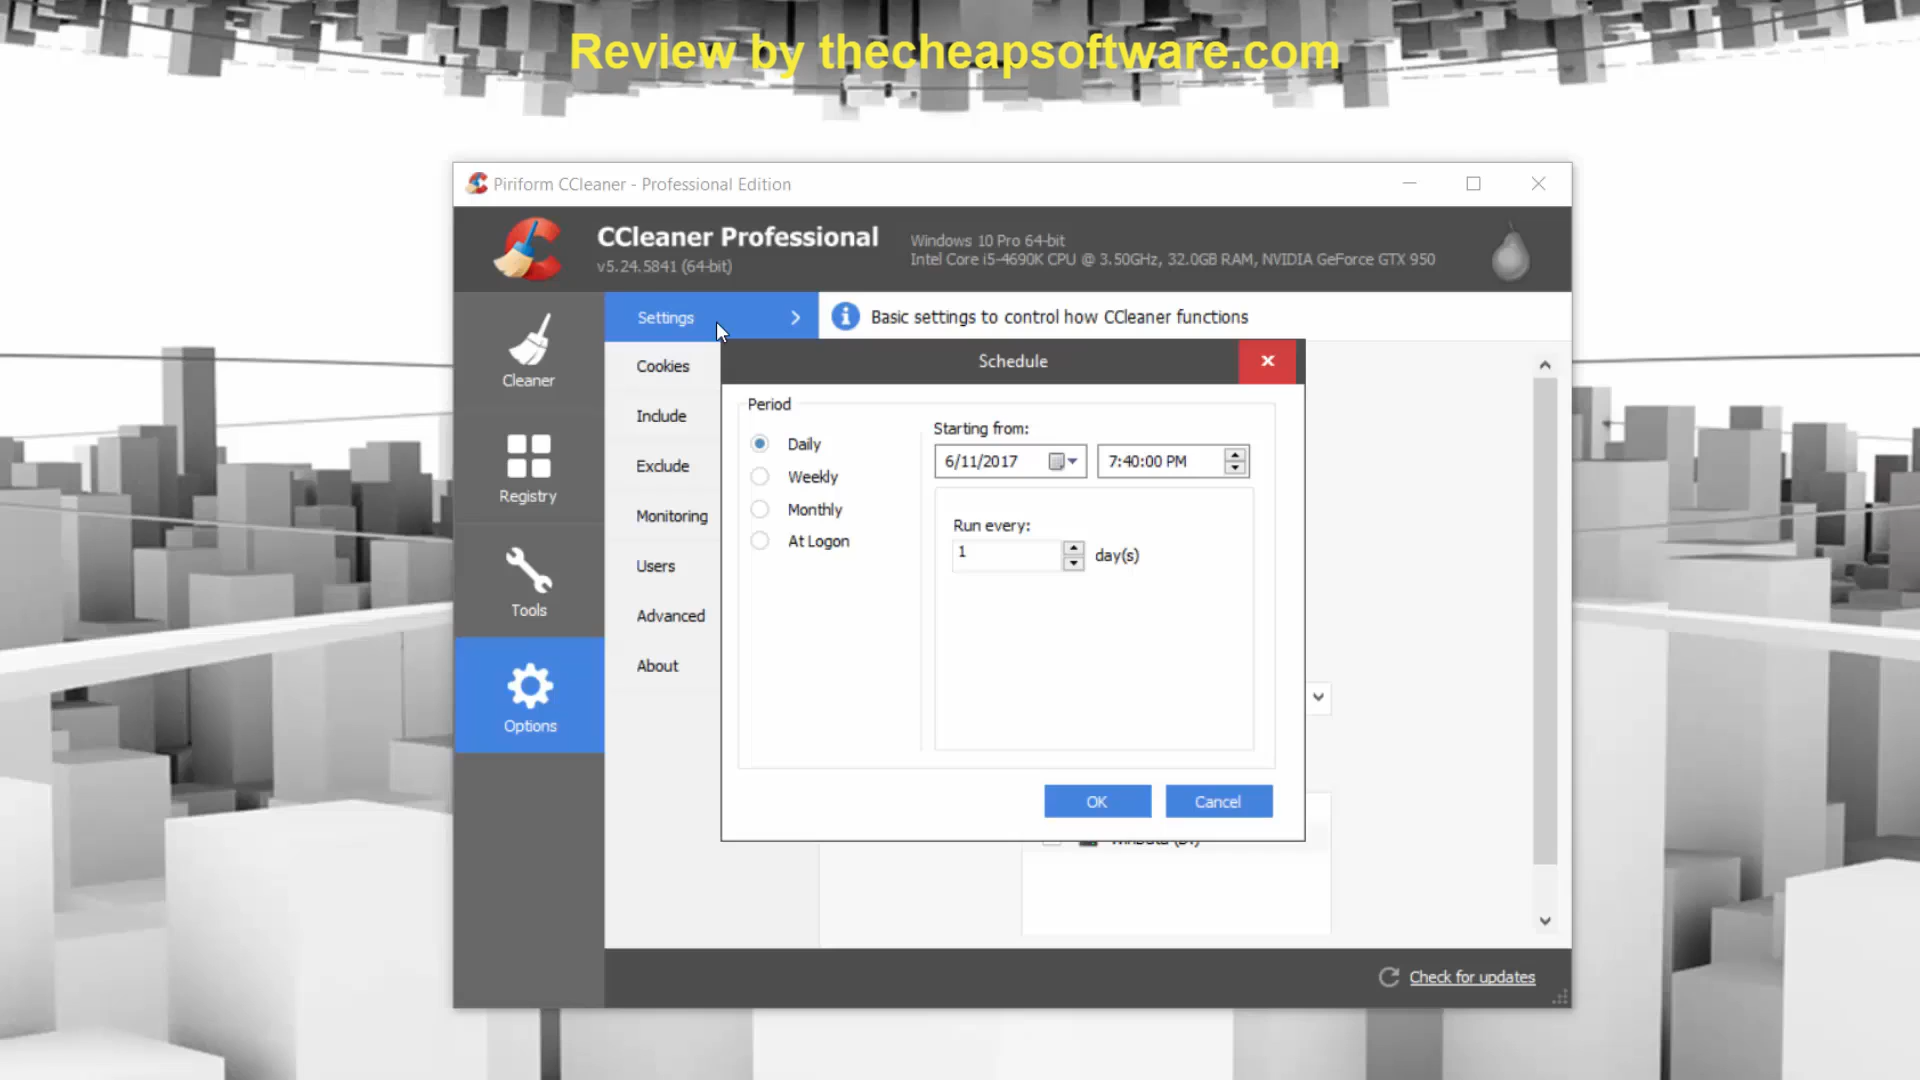 Review by thecheapsoftware.com
Piriform CCleaner - Professional Edition
CCleaner Professional
v5.24.5841 (64-bit)
Windows 10 Pro 64-bit
Intel Core i5-4690K CPU @ 3.50GHz, 32.0GB RAM, NVIDIA GeForce GTX 950
Cleaner
Registry
Tools
Options
Settings
Cookies
Include
Exclude
Monitoring
Users
Advanced
About
Basic settings to control how CCleaner functions
Schedule
Period
Daily
Weekly
Monthly
At Logon
Starting from:
6/11/2017
7:40:00 PM
Run every:
1 day(s)
OK
Cancel
Check for updates